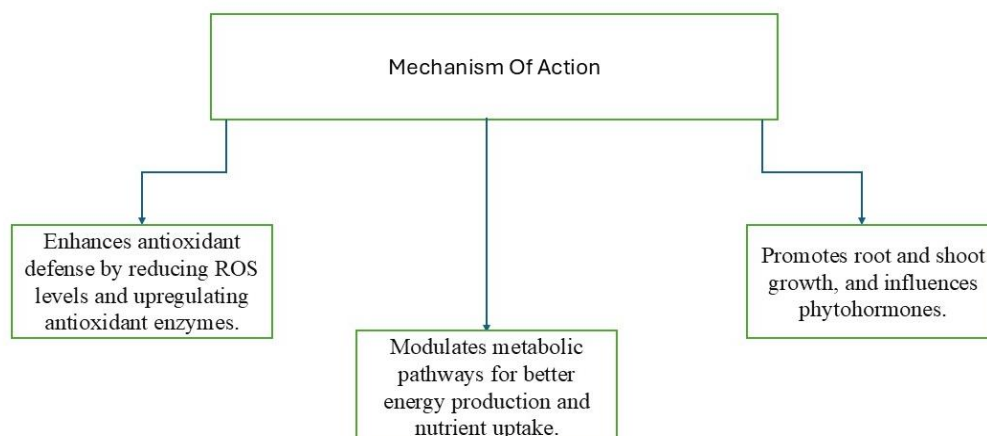 Mechanism Of Action
Enhances antioxidant
defense by reducing ROS
levels and upregulating
antioxidant enzymes.
Modulates metabolic
pathways for better
energy production and
nutrient uptake.
Promotes root and shoot
growth, and influences
phytohormones.